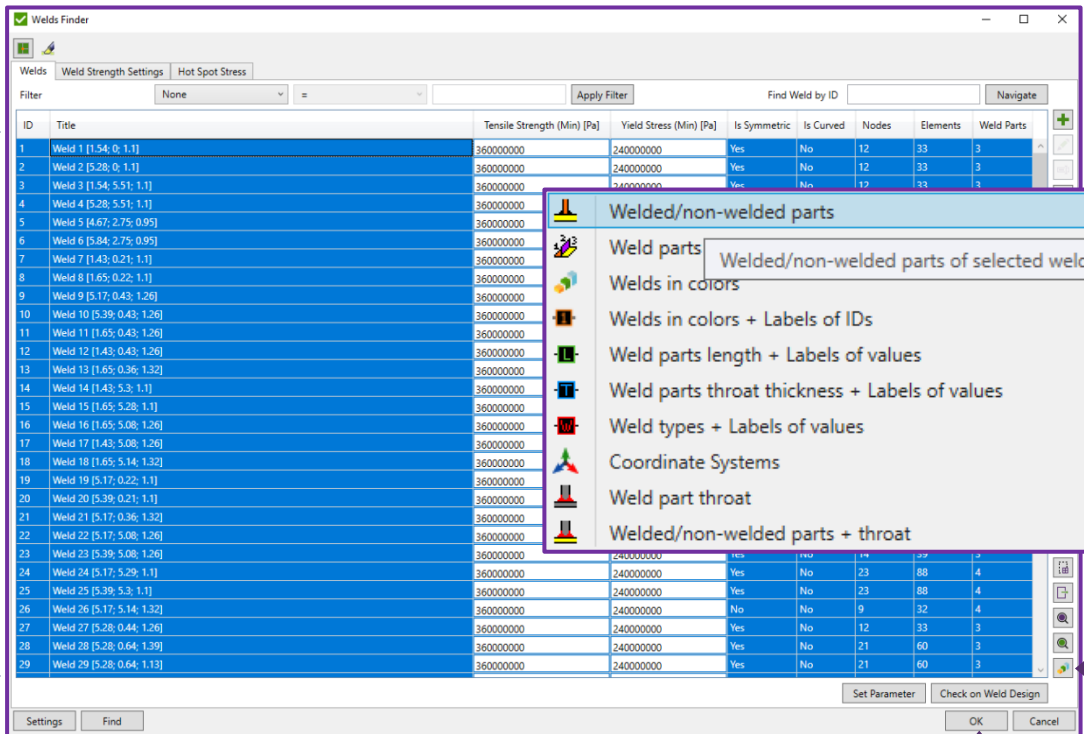 Welds Finder
Welds Weld Strength Settings Hot Spot Stress
Filter None = Apply Filter Find Weld by ID Navigate
ID Title Tensile Strength (Min) [Pa] Yield Stress (Min) [Pa] Is Symmetric Is Curved Nodes Elements Weld Parts
1 Weld 1 [1.54; 0; 1.1] 360000000 240000000 Yes No 12 33 3
2 Weld 2 [5.28; 0; 1.1] 360000000 240000000 Yes No 12 33 3
3 Weld 3 [1.54; 5.51; 1.1] 360000000 240000000 Yes No 12 33 3
4 Weld 4 [5.28; 5.51; 1.1] 360000000
5 Weld 5 [4.67; 2.75; 0.95] 360000000
6 Weld 6 [5.84; 2.75; 0.95] 360000000
7 Weld 7 [1.43; 0.21; 1.1] 360000000
8 Weld 8 [1.65; 0.22; 1.1] 360000000
9 Weld 9 [5.17; 0.43; 1.26] 360000000
10 Weld 10 [5.39; 0.43; 1.26] 360000000
11 Weld 11 [1.65; 0.43; 1.26] 360000000
12 Weld 12 [1.43; 0.43; 1.26] 360000000
13 Weld 13 [1.65; 0.36; 1.32] 360000000
14 Weld 14 [1.43; 5.3; 1.1] 360000000
15 Weld 15 [1.65; 5.28; 1.1] 360000000
16 Weld 16 [1.65; 5.08; 1.26] 360000000
17 Weld 17 [1.43; 5.08; 1.26] 360000000
18 Weld 18 [1.65; 5.14; 1.32] 360000000
19 Weld 19 [5.17; 0.22; 1.1] 360000000
20 Weld 20 [5.39; 0.21; 1.1] 360000000
21 Weld 21 [5.17; 0.36; 1.32] 360000000
22 Weld 22 [5.17; 5.08; 1.26] 360000000
23 Weld 23 [5.39; 5.08; 1.26] 360000000 240000000 Yes No 14 39 3
24 Weld 24 [5.17; 5.29; 1.1] 360000000 240000000 Yes No 23 88 4
25 Weld 25 [5.39; 5.3; 1.1] 360000000 240000000 Yes No 23 88 4
26 Weld 26 [5.17; 5.14; 1.32] 360000000 240000000 No No 9 32 4
27 Weld 27 [5.28; 0.44; 1.26] 360000000 240000000 Yes No 12 33 3
28 Weld 28 [5.28; 0.64; 1.39] 360000000 240000000 Yes No 21 60 3
29 Weld 29 [5.28; 0.64; 1.13] 360000000 240000000 Yes No 21 60 3
Welded/non-welded parts
Weld parts
Welded/non-welded parts of selected weld
Welds in colors
1 Welds in colors + Labels of IDs
L Weld parts length + Labels of values
T Weld parts throat thickness + Labels of values
W Weld types + Labels of values
Coordinate Systems
Weld part throat
Welded/non-welded parts + throat
Set Parameter Check on Weld Design
Settings Find OK Cancel